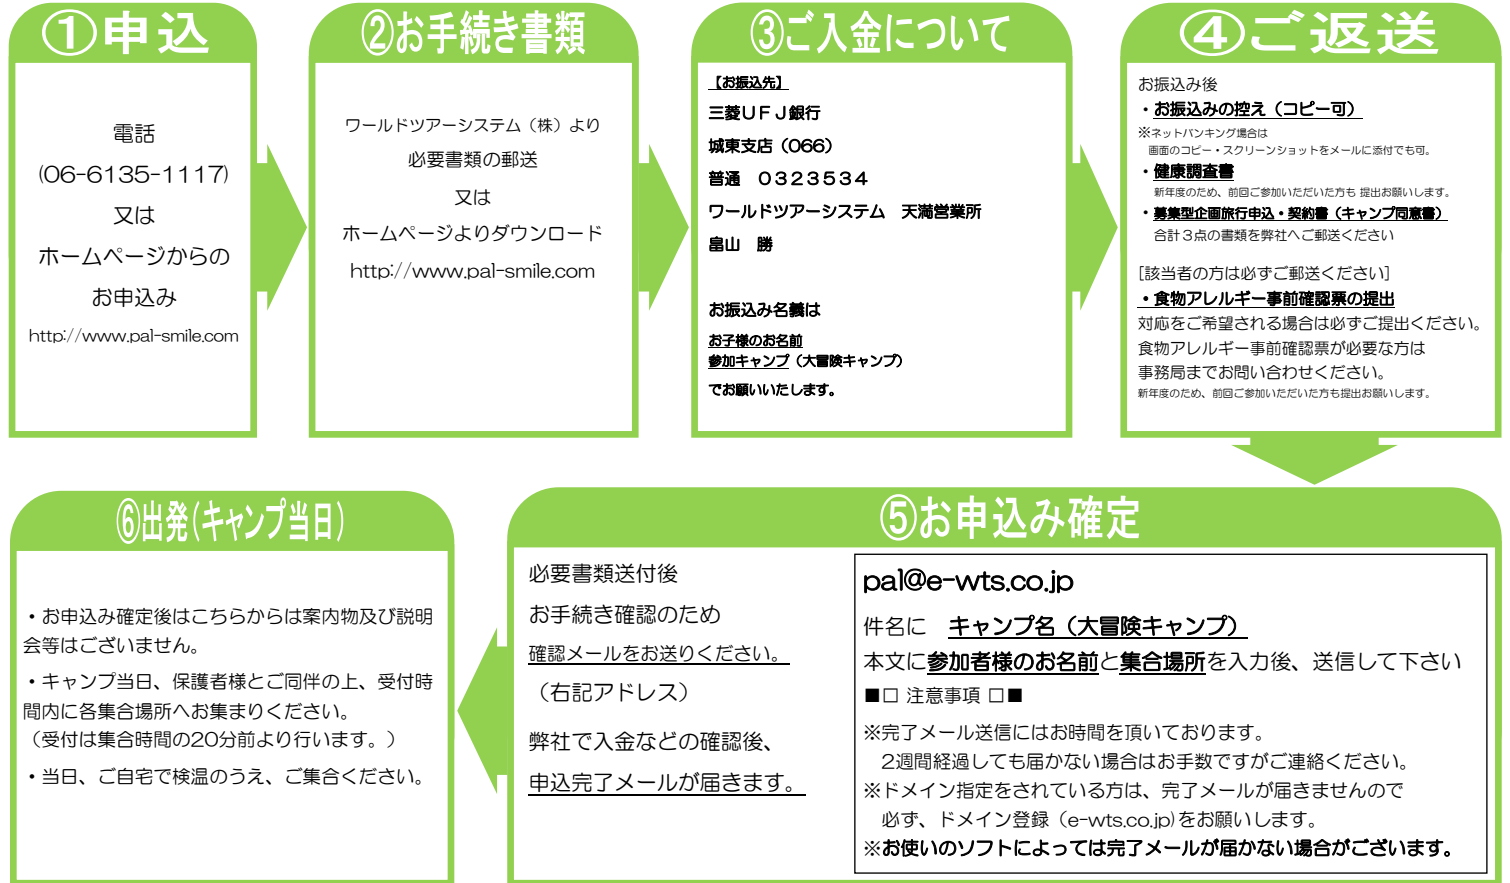 ①申込
電話
(06-6135-1117)
又は
ホームページからの
お申込み
http://www.pal-smile.com
②お手続き書類
ワールドツアーシステム（株）より
必要書類の郵送
又は
ホームページよりダウンロード
http://www.pal-smile.com
③ご入金について
【お振込先】
三菱ＵＦＪ銀行
城東支店（066）
普通　０３２３５３４
ワールドツアーシステム　天満営業所
畠山　勝
お振込み名義は
お子様のお名前
参加キャンプ（大冒険キャンプ）
でお願いいたします。
④ご返送
お振込み後
・お振込みの控え（コピー可）
※ネットバンキング場合は
画面のコピー・スクリーンショットをメールに添付でも可。
・健康調査書
新年度のため、前回ご参加いただいた方も 提出お願いします。
・募集型企画旅行申込・契約書（キャンプ同意書）
合計３点の書類を弊社へご郵送ください
[該当者の方は必ずご郵送ください]
・食物アレルギー事前確認票の提出
対応をご希望される場合は必ずご提出ください。
食物アレルギー事前確認票が必要な方は
事務局までお問い合わせください。
新年度のため、前回ご参加いただいた方も提出お願いします。
⑤お申込み確定
必要書類送付後
お手続き確認のため
確認メールをお送りください。
（右記アドレス）
弊社で入金などの確認後、
申込完了メールが届きます。
pal@e-wts.co.jp
件名に　キャンプ名（大冒険キャンプ）
本文に参加者様のお名前と集合場所を入力後、送信して下さい
■□ 注意事項 □■
※完了メール送信にはお時間を頂いております。
2週間経過しても届かない場合はお手数ですがご連絡ください。
※ドメイン指定をされている方は、完了メールが届きませんので
必ず、ドメイン登録（e-wts.co.jp)をお願いします。
※お使いのソフトによっては完了メールが届かない場合がございます。
⑥出発(キャンプ当日)
・お申込み確定後はこちらからは案内物及び説明
会等はございません。
・キャンプ当日、保護者様とご同伴の上、受付時
間内に各集合場所へお集まりください。
（受付は集合時間の20分前より行います。）
・当日、ご自宅で検温のうえ、ご集合ください。